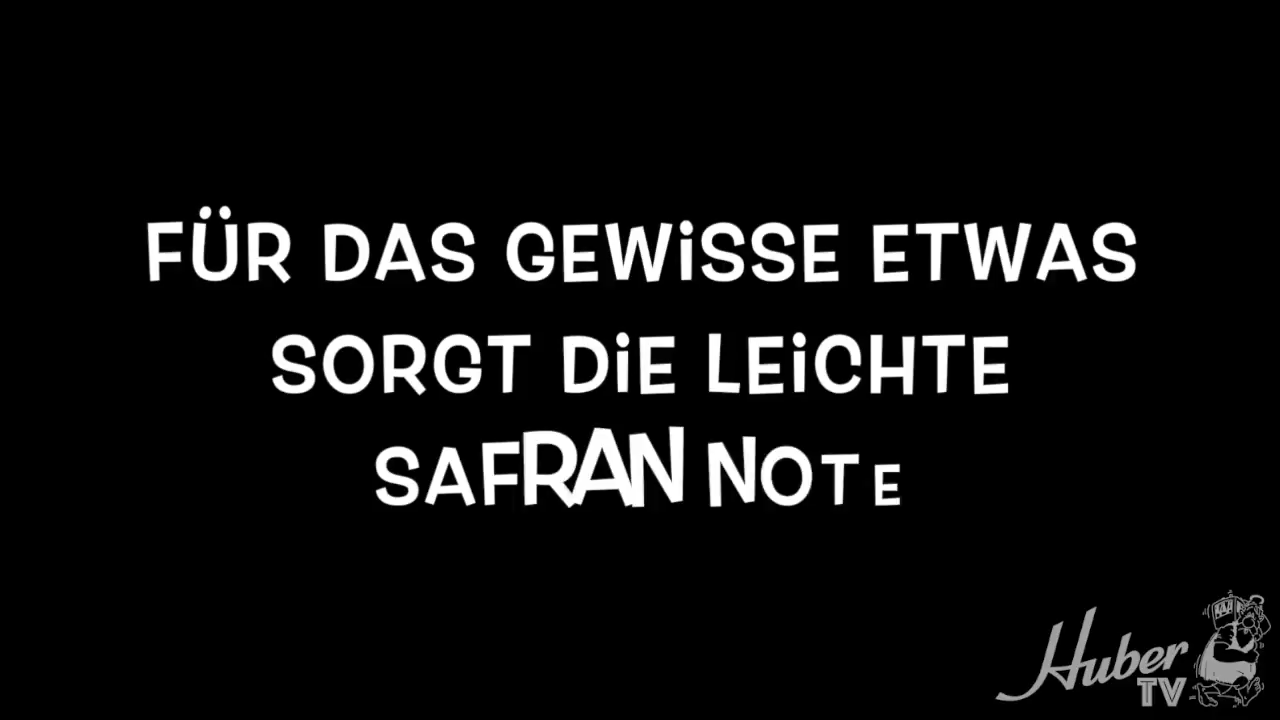 FÜR DAS GEWiSSE ETWAS
SORGT DiE LEiCHTE
SAFRAN NOTE
Huber
TV